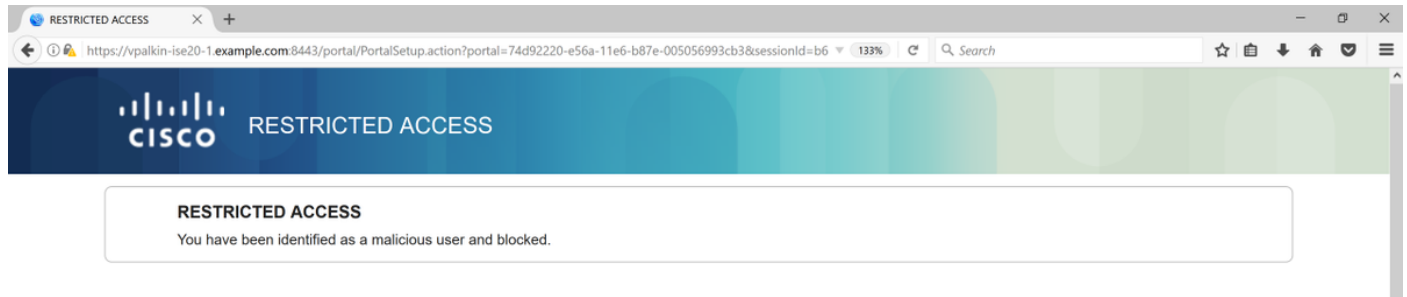 RESTRICTED ACCESS
https://vpalkin-ise20-1.example.com:8443/portal/PortalSetup.action?portal=74d92220-e56a-11e6-b87e-005056993cb3&sessionId=b6 133% Search
CISCO RESTRICTED ACCESS
RESTRICTED ACCESS
You have been identified as a malicious user and blocked.